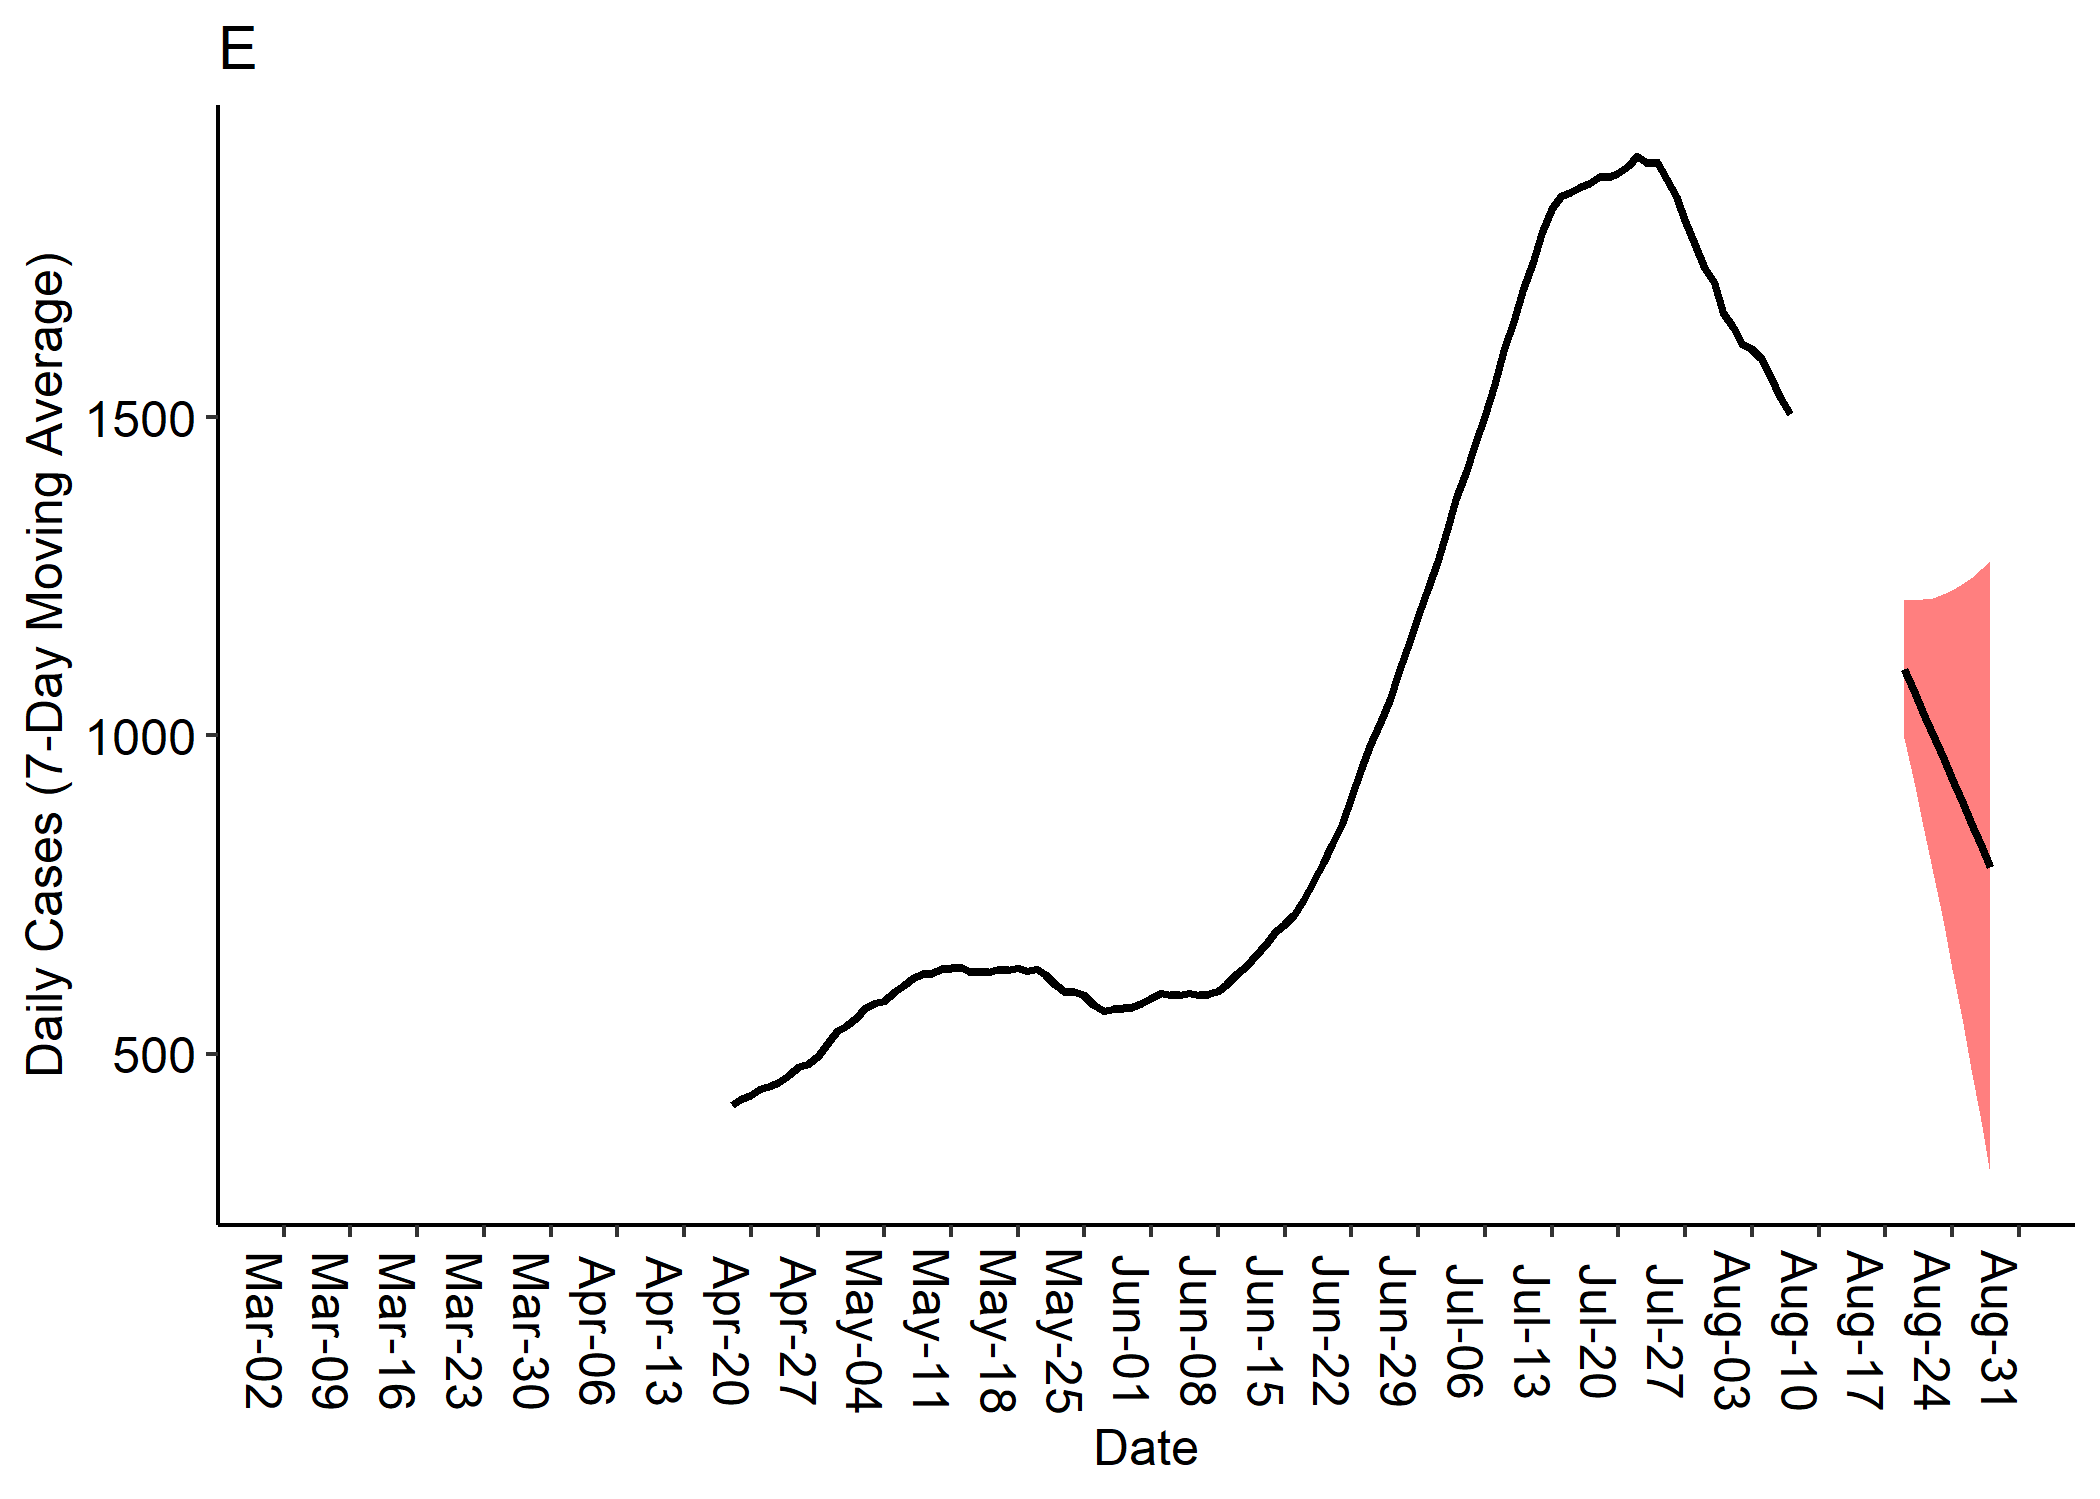 E
Daily Cases (7-Day Moving Average)
1500
1000
500
Mar-02
Mar-09
Mar-16
Mar-23
Mar-30
Apr-06
Apr-13
Apr-20
Apr-27
May-04
May-11
May-18
May-25
Jun-01
Jun-08
Jun-15
Jun-22
Jun-29
Jul-06
Jul-13
Jul-20
Jul-27
Aug-03
Aug-10
Aug-17
Aug-24
Aug-31
Date